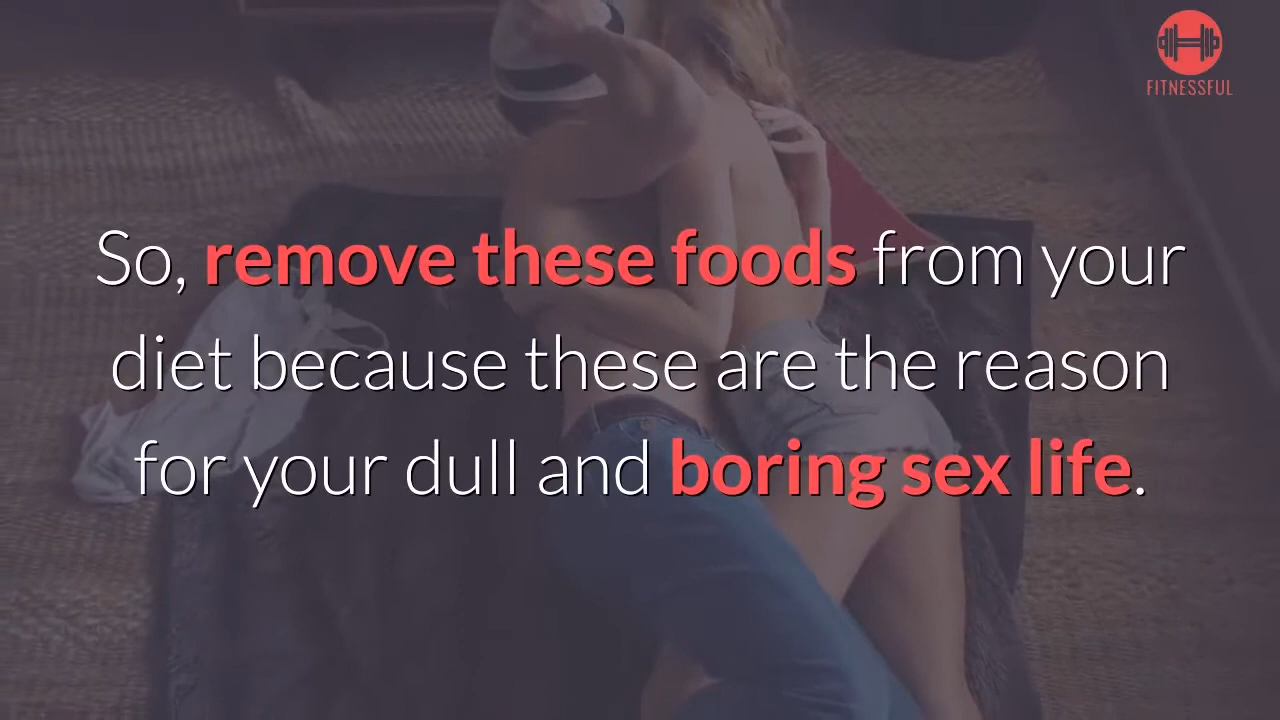 FITNESSFUL
So, remove these foods from your
diet because these are the reason
for your dull and boring sex life.